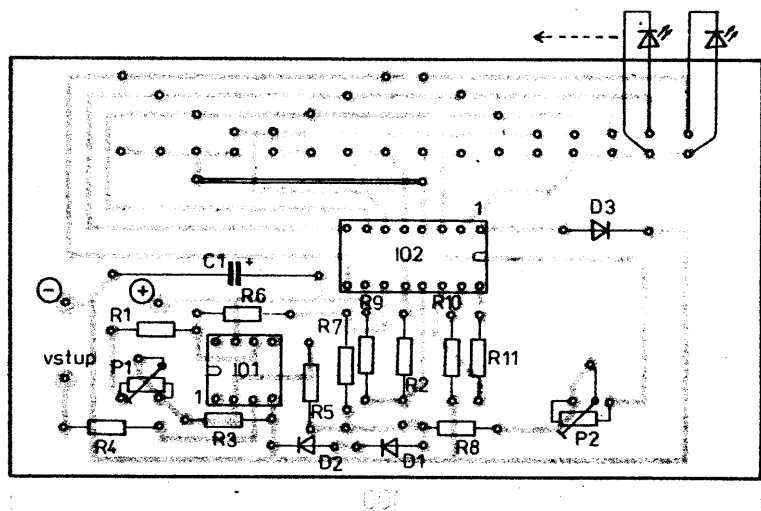 1
D3
IO2
C1
+
−
+
R6
R9
R10
R1
R7
vstup
P1
IO1
R11
1
R5
R2
R4
R3
R8
P2
D2
D1